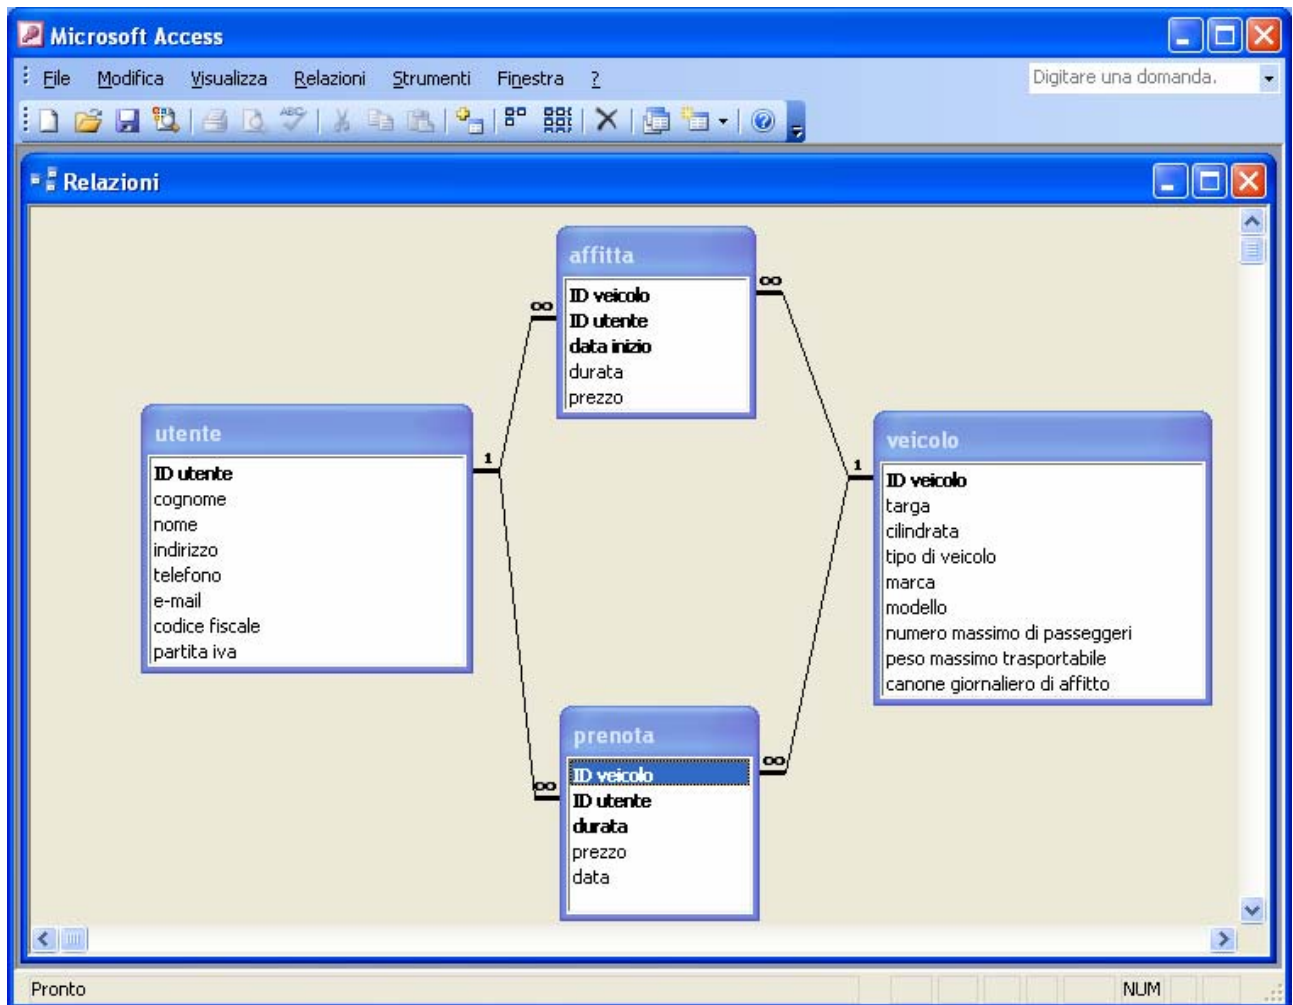 Microsoft Access
File Modifica Visualizza Relazioni Strumenti Finestra ?
Digitare una domanda.
ABC
Relazioni
affitta
ID veicolo
ID utente
data inizio
durata
prezzo
∞
∞
utente
ID utente
cognome
nome
indirizzo
telefono
e-mail
codice fiscale
partita iva
1
1
veicolo
ID veicolo
targa
cilindrata
tipo di veicolo
marca
modello
numero massimo di passeggeri
peso massimo trasportabile
canone giornaliero di affitto
prenota
ID veicolo
ID utente
durata
prezzo
data
∞
∞
Pronto
NUM